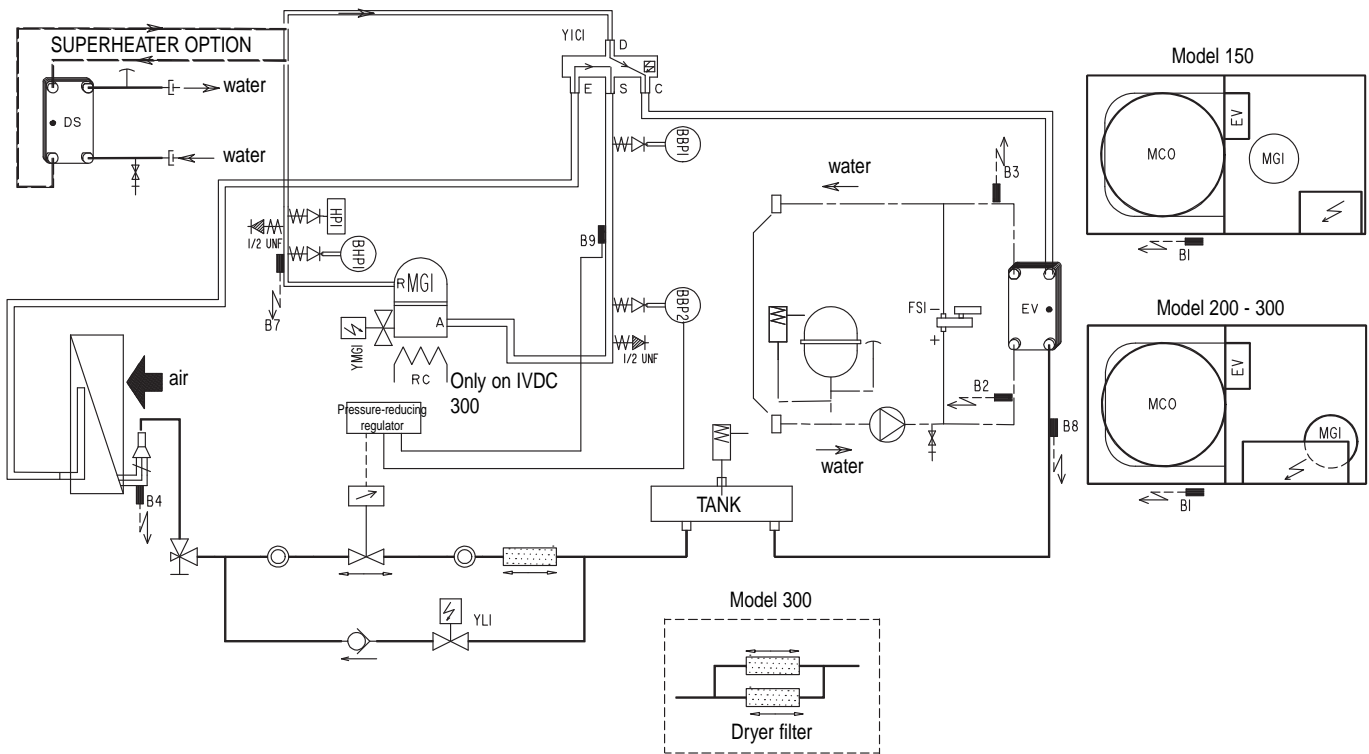 SUPERHEATER OPTION
water
DS
water
YICI
D
E
S
C
BBPI
HPI
1/2 UNF
BHPI
B9
B7
R
MGI
A
YMGI
RC
Only on IVDC
300
BBP2
1/2 UNF
Pressure-reducing
regulator
air
B4
water
B3
FSI
-
+
EV
B2
B8
water
TANK
YLI
Model 300
Dryer filter
Model 150
MCO
EV
MGI
BI
Model 200 - 300
MCO
EV
MGI
BI